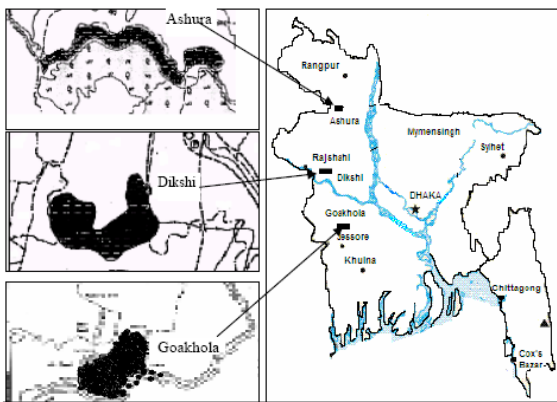 Ashura
Dikshi
Goakhola
Rangpur
Ashura
Mymensingh
Sylhet
Rajshahi
Dikshi
DHAKA
Goakhola
Jessore
Khulna
Chittagong
Cox's
Bazar